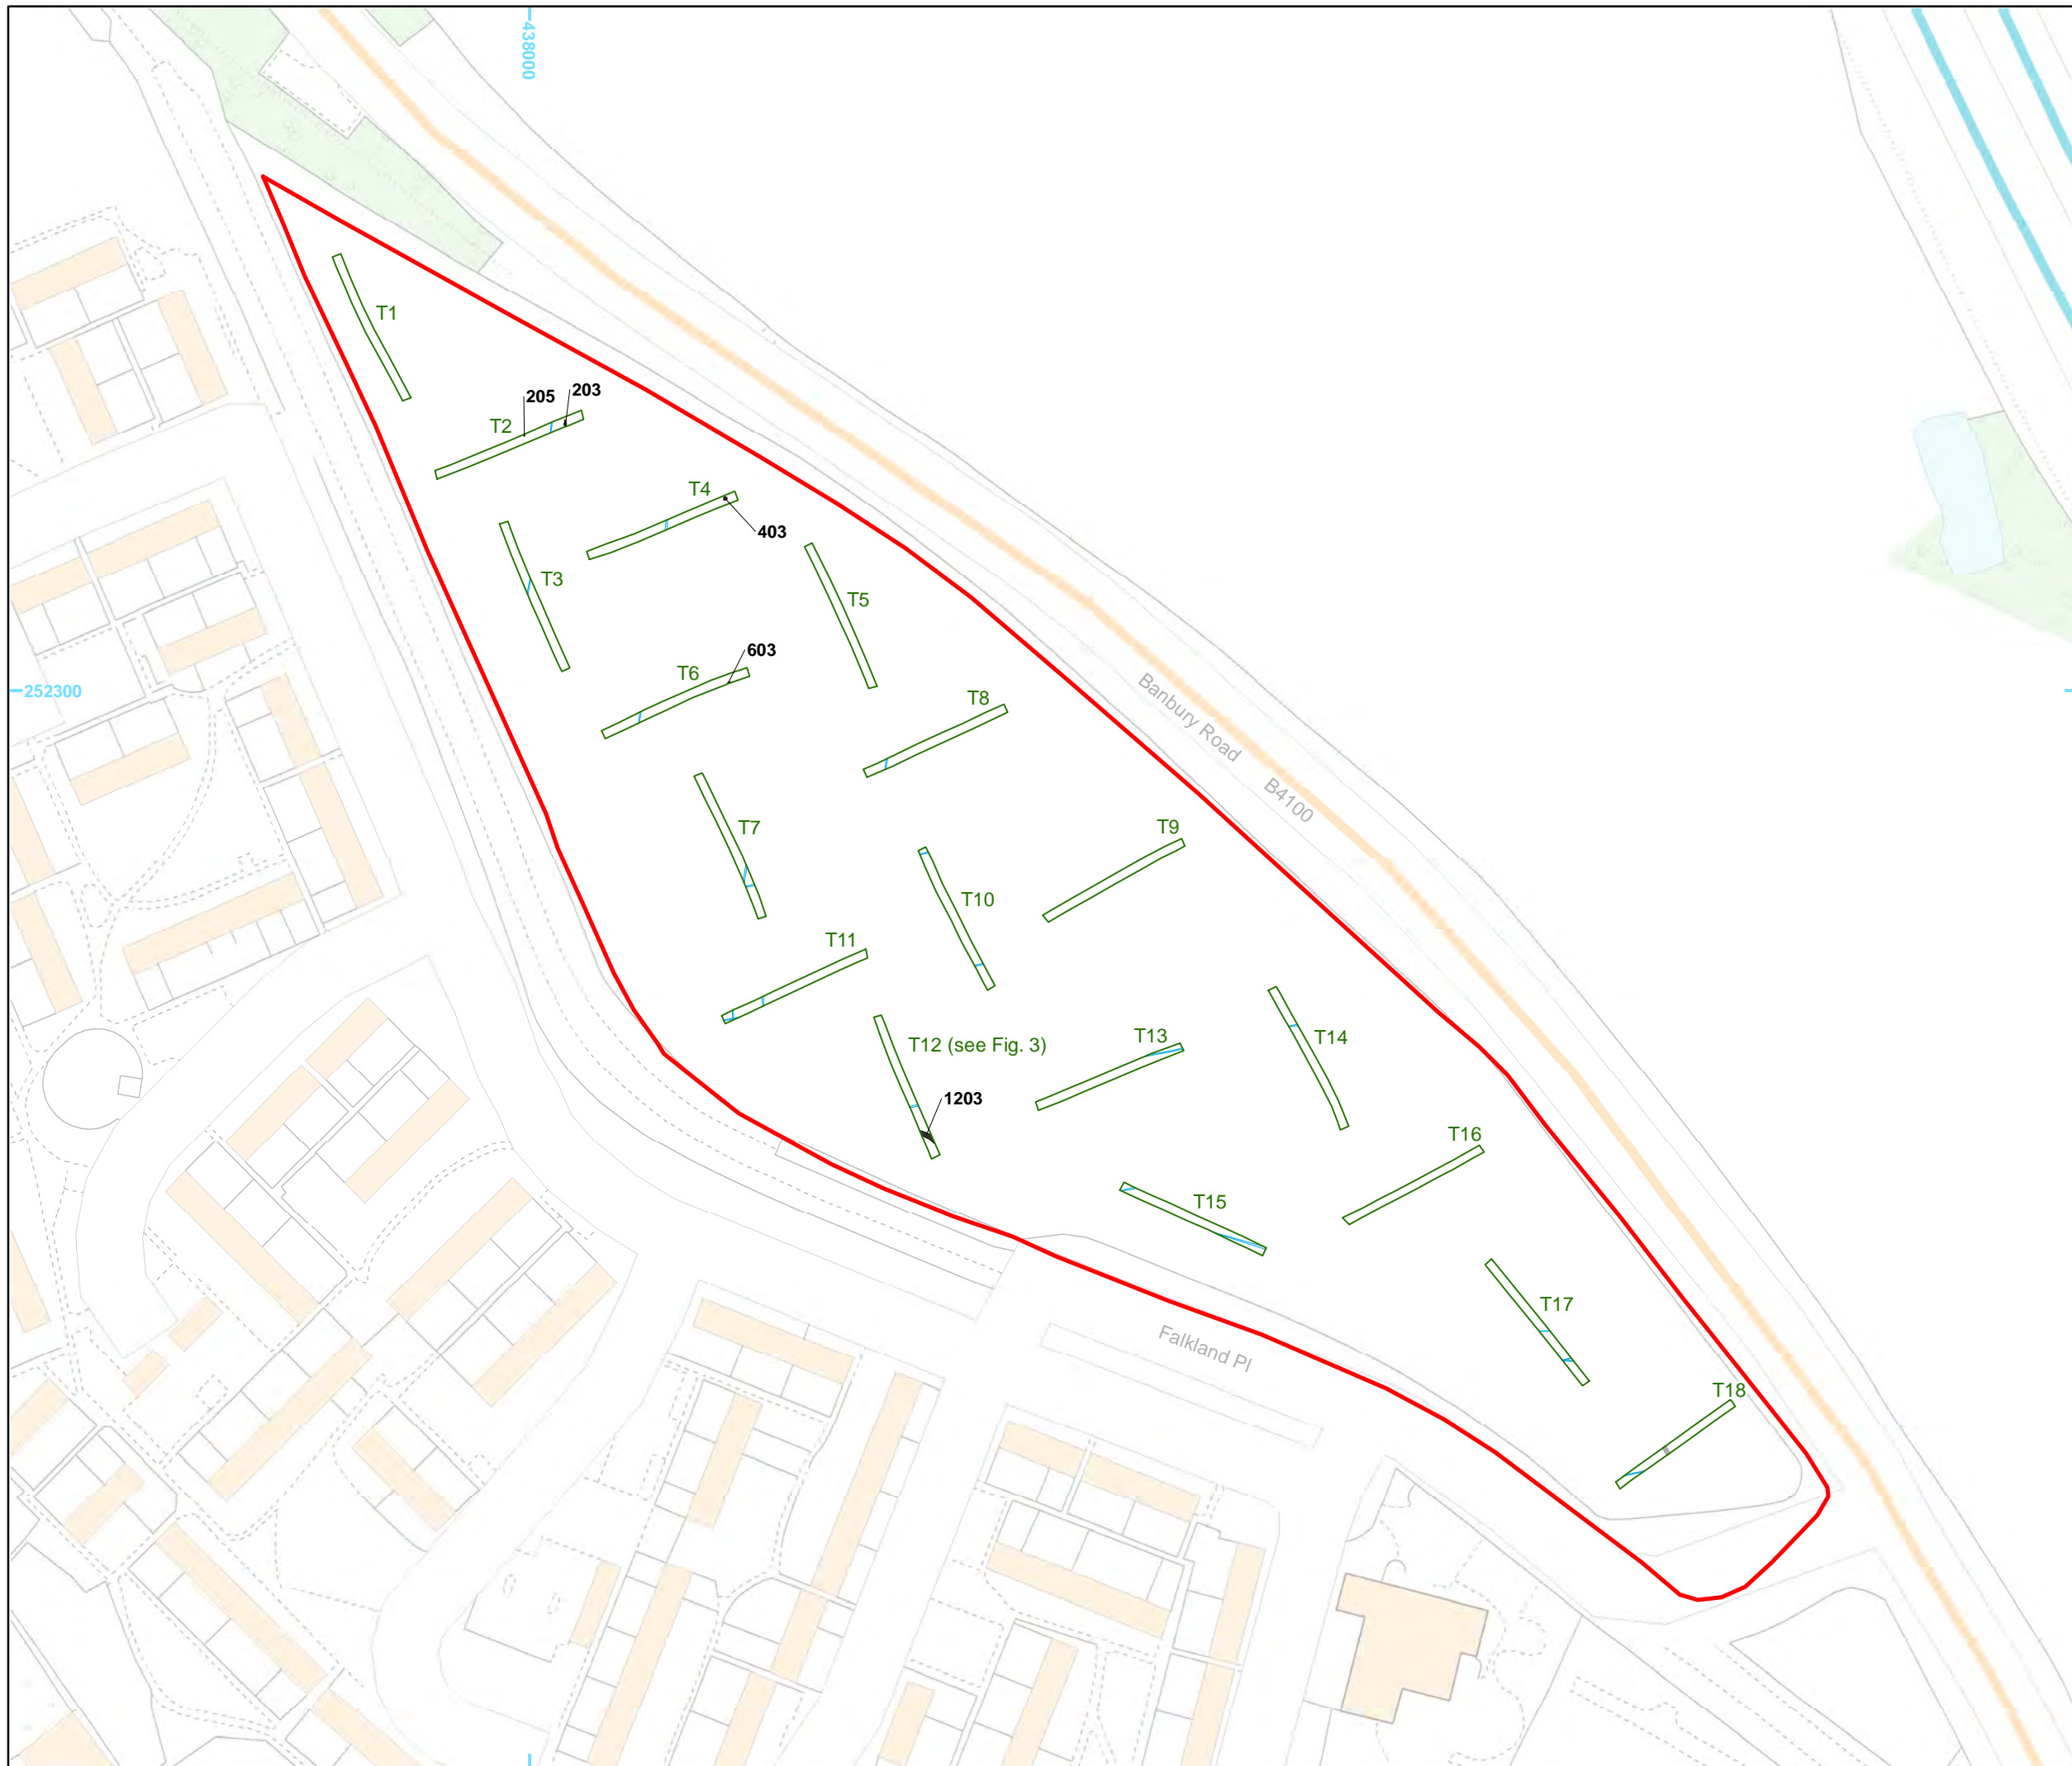 438000
T1
205
203
T2
T4
403
T3
T5
603
T6
252300
T8
Banbury Road
B4100
T7
T9
T10
T11
T12 (see Fig. 3)
T13
T14
1203
T16
T15
T17
Falkland Pl
T18